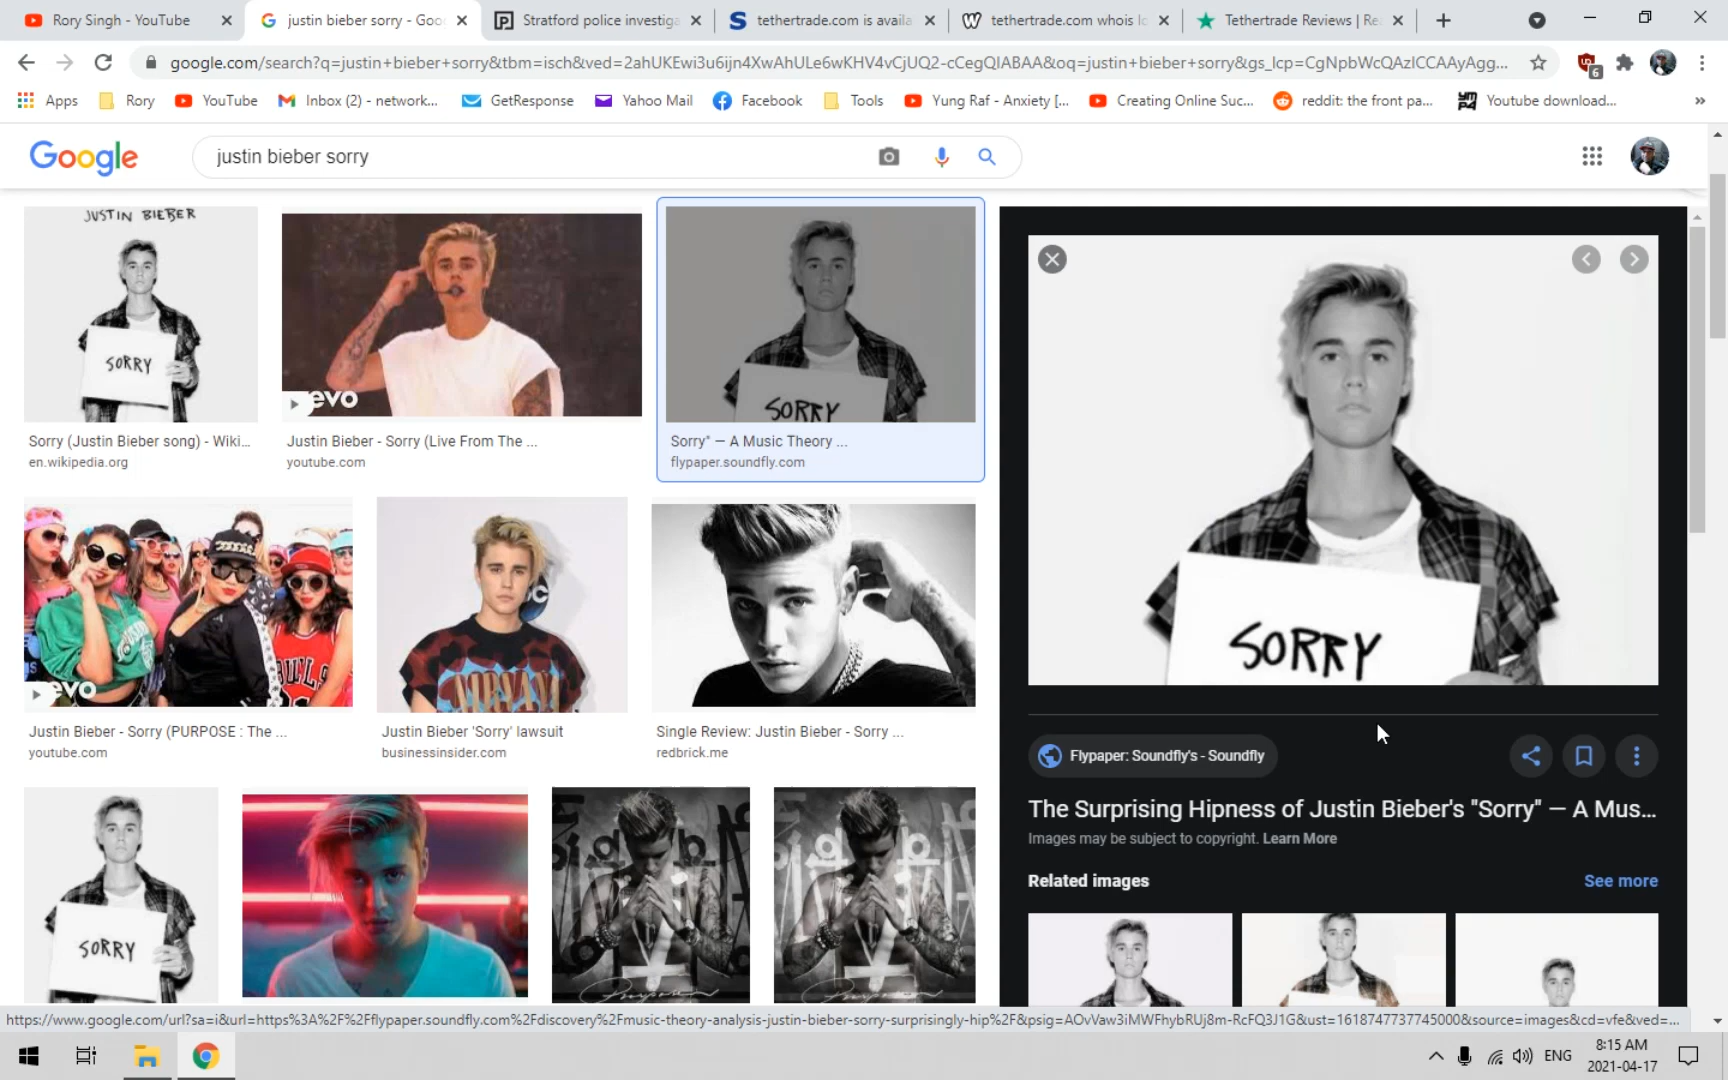 Rory Singh - YouTube
justin bieber sorry - Goo
Stratford police investiga
tethertrade.com is availa
tethertrade.com whois lo
Tethertrade Reviews | Re
google.com/search?q=justin+bieber+sorry&tbm=isch&ved=2ahUKEwi3u6ijn4XwAhULe6wKHV4vCjUQ2-cCegQIABAA&oq=justin+bieber+sorry&gs_lcp=CgNpbWcQAzICCAAyAgg...
6
Apps
Rory
YouTube
Inbox (2) - network...
GetResponse
Yahoo Mail
Facebook
Tools
Yung Raf - Anxiety [...
Creating Online Suc...
reddit: the front pa...
Youtube download...
Google
justin bieber sorry
JUSTIN BIEBER
SORRY
Sorry (Justin Bieber song) - Wiki...
en.wikipedia.org
evo
Justin Bieber - Sorry (Live From The ...
youtube.com
SORRY
Sorry" — A Music Theory ...
flypaper.soundfly.com
evo
BULLS
Justin Bieber - Sorry (PURPOSE : The ...
youtube.com
NIRVANA
Justin Bieber 'Sorry' lawsuit
businessinsider.com
Single Review: Justin Bieber - Sorry ...
redbrick.me
SORRY
Purpose
Purpose
SORRY
Flypaper: Soundfly's - Soundfly
The Surprising Hipness of Justin Bieber's "Sorry" — A Mus...
Images may be subject to copyright. Learn More
Related images
See more
https://www.google.com/url?sa=i&url=https%3A%2F%2Fflypaper.soundfly.com%2Fdiscovery%2Fmusic-theory-analysis-justin-bieber-sorry-surprisingly-hip%2F&psig=AOvVaw3iMWFhybRUj8m-RcFQ3J1G&ust=1618747737745000&source=images&cd=vfe&ved=...
ENG
8:15 AM
2021-04-17